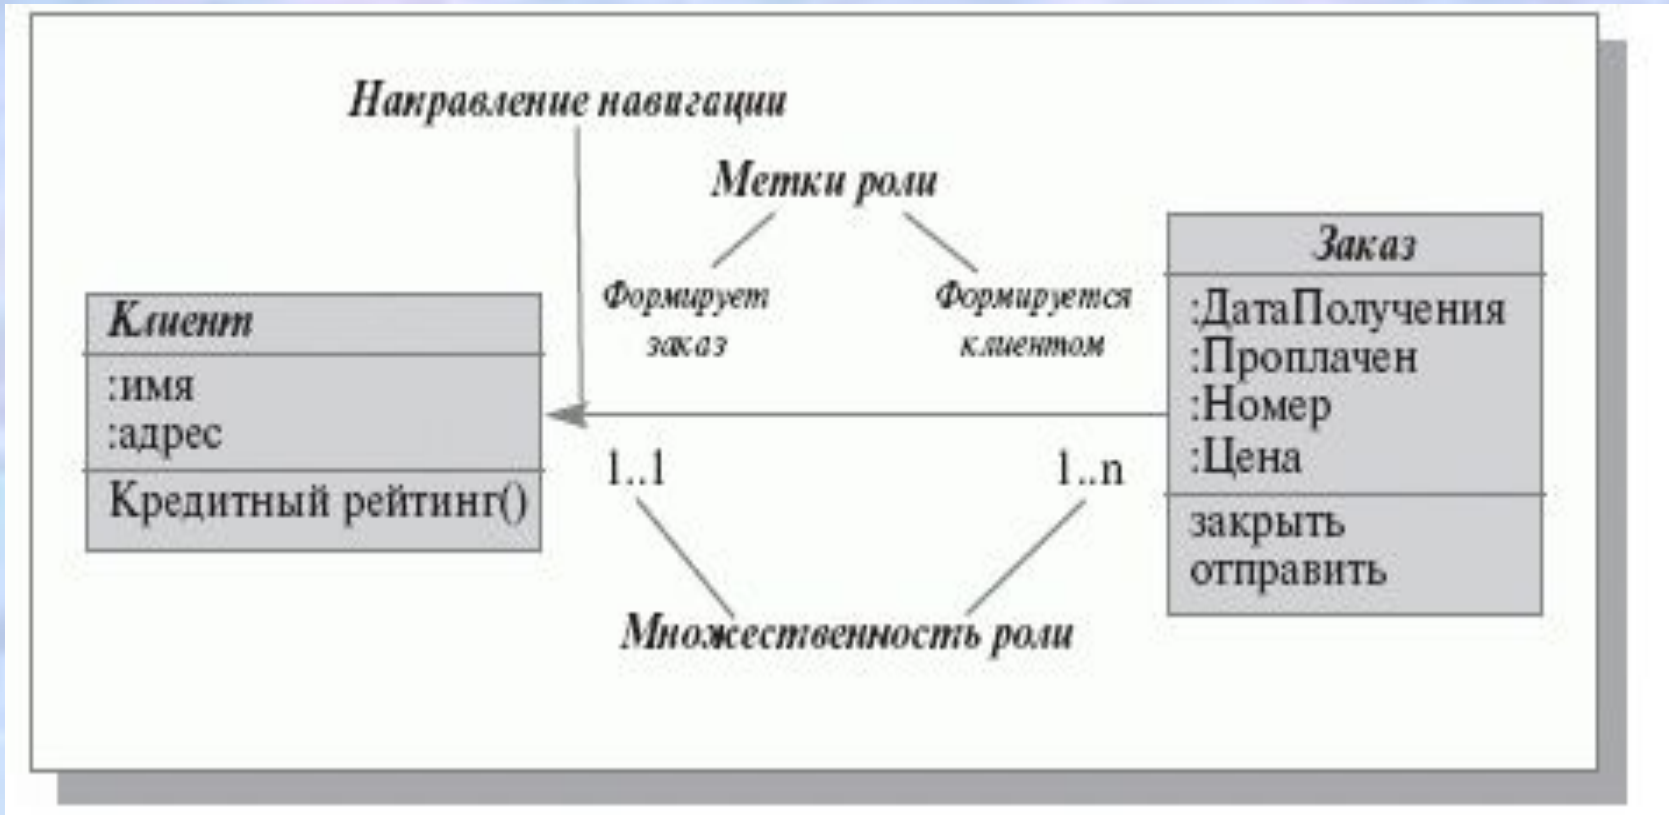 Направление навигации
Метки роли
Формирует
заказ
Формируется
клиентом
Клиент
:имя
:адрес
Кредитный рейтинг()
Заказ
:ДатаПолучения
:Проплачен
:Номер
:Цена
закрыть
отправить
1..1
1..n
Множественность роли